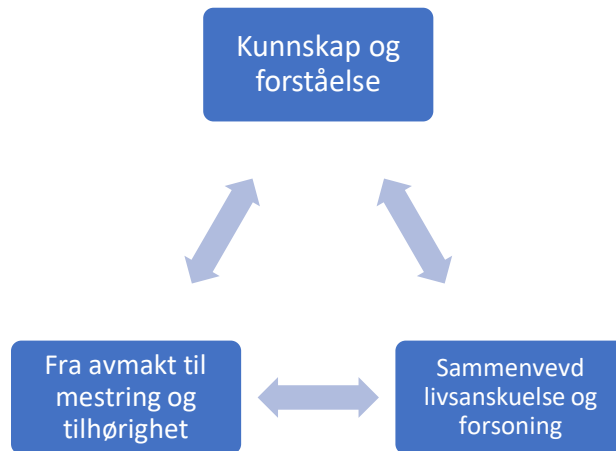 Kunnskap og
forståelse
Fra avmakt til
mestring og
tilhørighet
Sammenvevd
livsanskuelse og
forsoning